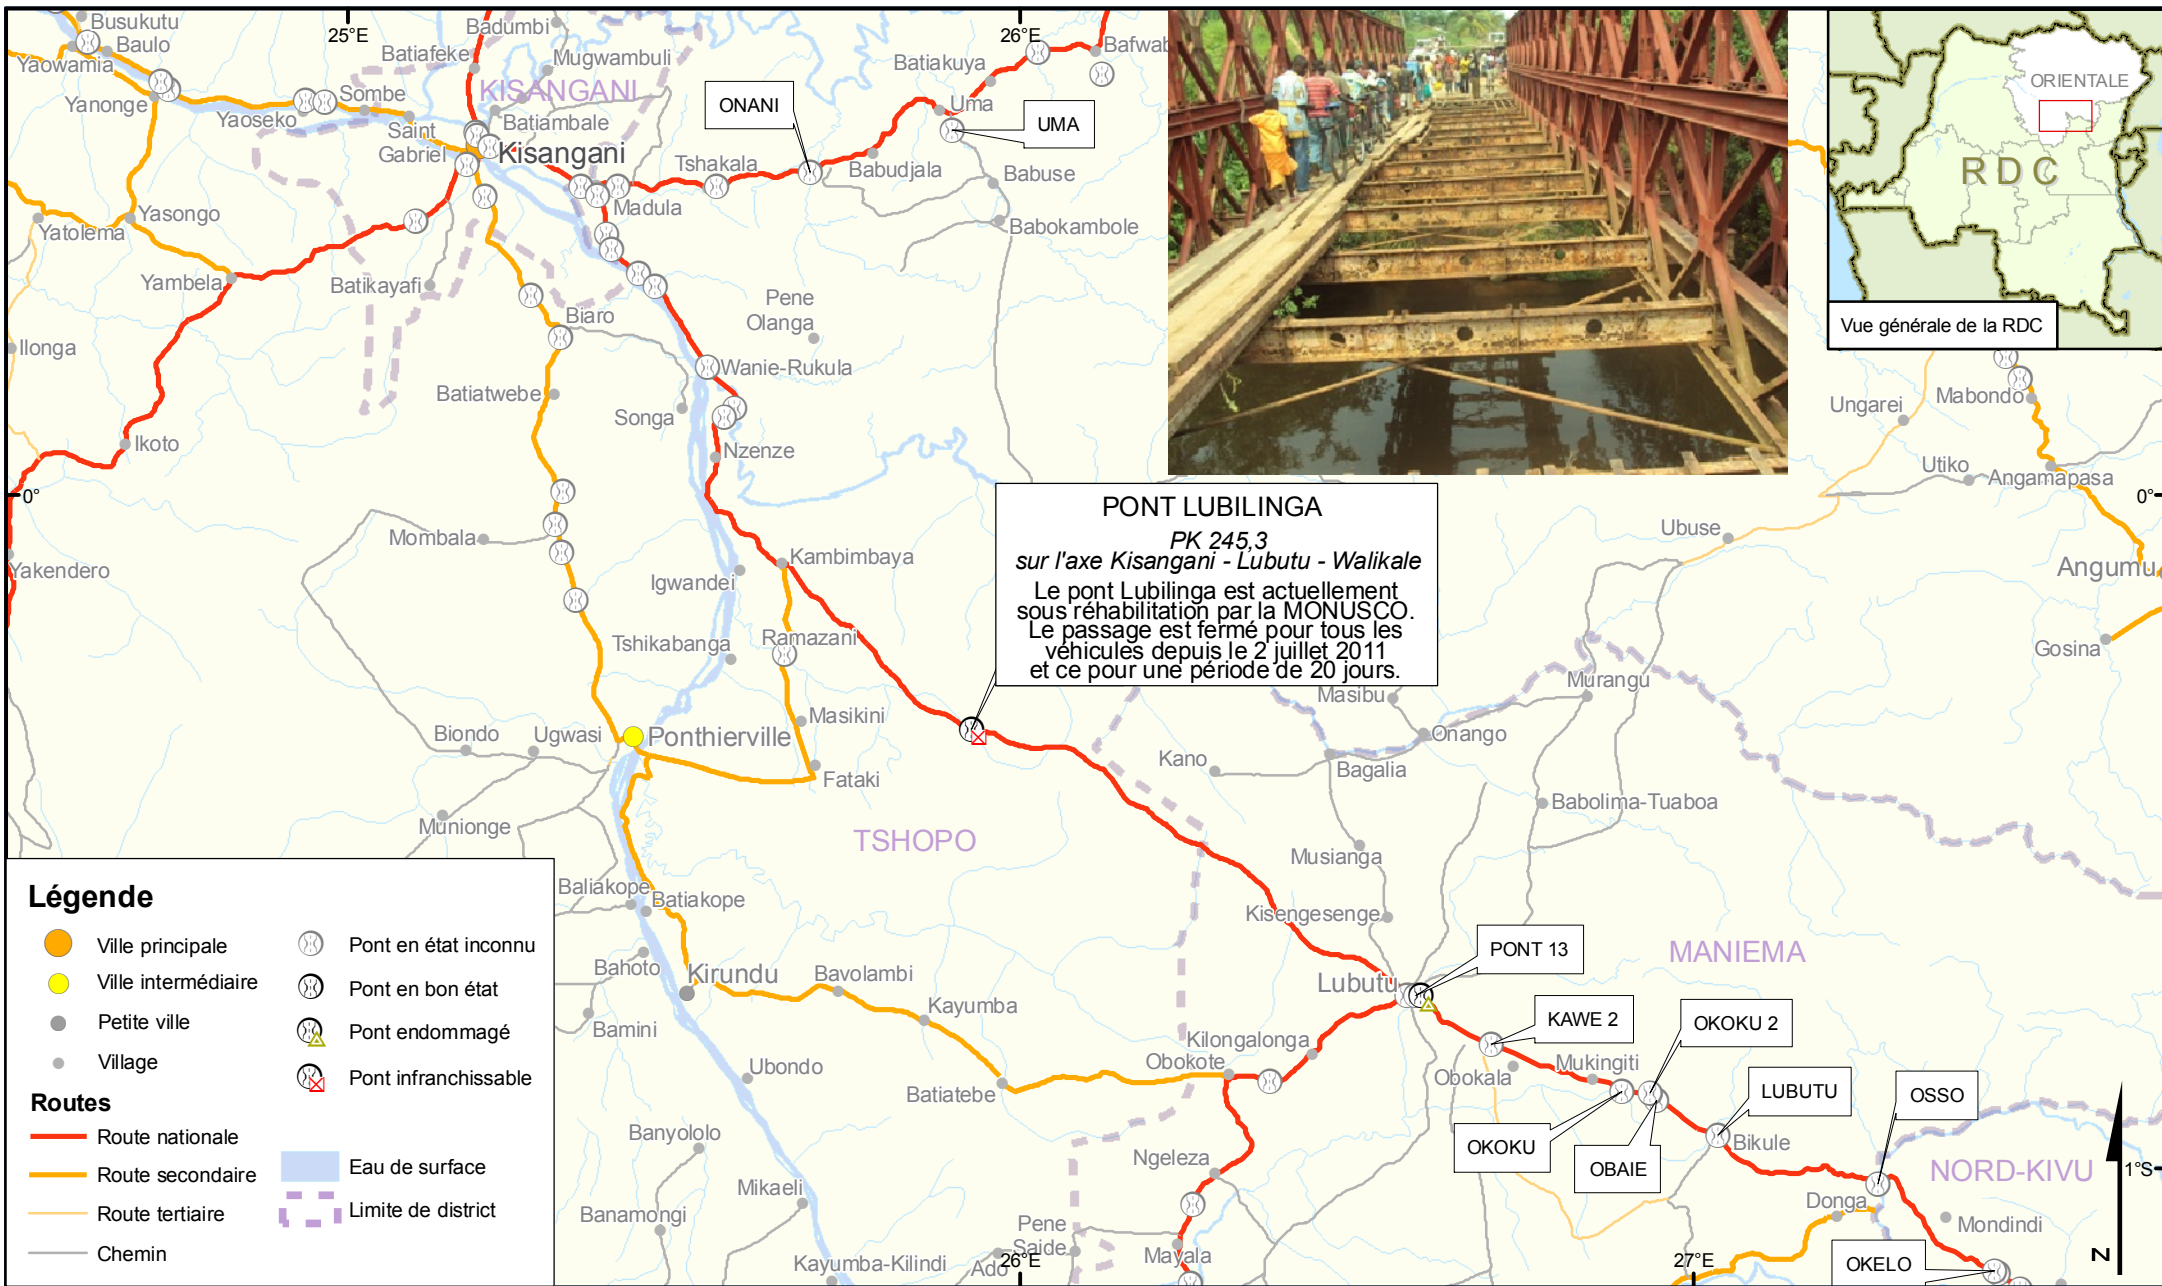 Busukutu
Baulo
Yaowamia
Yanonge
25°E
Badumbi
Batiafeke
Mugwambuli
KISANGANI
Sombe
Yaoseko
Saint
Gabriel
Batiambale
Kisangani
ONANI
26°E
Batiakuya
Bafwab
Uma
UMA
Tshakala
Babudjala
Babuse
Madula
Babokambole
Yasongo
Yatolema
Yambela
Batikayafi
Ilonga
Biaro
Pene
Olanga
Wanie-Rukula
Batiatwebe
Songa
Ikoto
Nzenze
0°
ORIENTALE
RDC
Vue générale de la RDC
Mabondo
Ungarei
Utiko
Angamapasa
0°
Ubuse
Angumu
Gosina
PONT LUBILINGA
PK 245,3
sur l'axe Kisangani - Lubutu - Walikale
Le pont Lubilinga est actuellement
sous réhabilitation par la MONUSCO.
Le passage est fermé pour tous les
véhicules depuis le 2 juillet 2011
et ce pour une période de 20 jours.
Mombala
Yakendero
Kambimbaya
Igwandei
Tshikabanga
Ramazani
Masibu
Murangu
Masikini
Biondo
Ugwasi
Ponthierville
Fataki
Onango
Kano
Bagalia
Babolima-Tuaboa
Munionge
TSHOPO
Musianga
Baliakope
Batiakope
Kisengesenge
PONT 13
MANIEMA
Bahoto
Kirundu
Bavolambi
Kayumba
Lubutu
KAWE 2
OKOKU 2
Bamini
Kilongalonga
Obokote
Ubondo
Batiatebe
Obokala
Mukingiti
LUBUTU
OSSO
Banyololo
OKOKU
OBAIE
Bikule
NORD-KIVU
1°S
Ngeleza
Mikaeli
Banamongi
Donga
Mondindi
Pene
Saide
Mayala
Kayumba-Kilindi
Ado
26°E
27°E
OKELO
N
Légende
Ville principale
Ville intermédiaire
Petite ville
Village
Pont en état inconnu
Pont en bon état
Pont endommagé
Pont infranchissable
Routes
Route nationale
Route secondaire
Route tertiaire
Chemin
Eau de surface
Limite de district